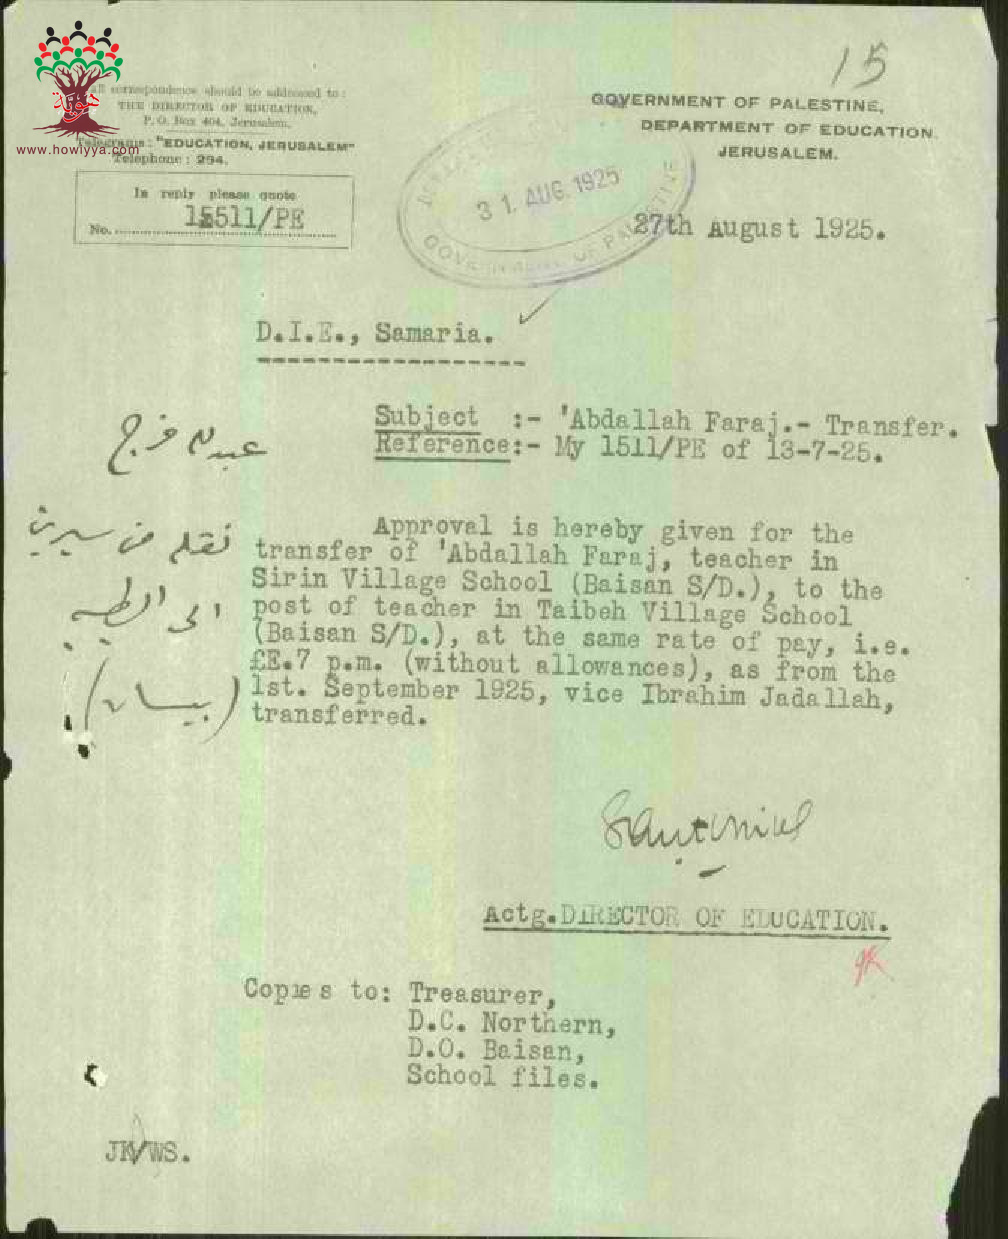 15
All correspondence should be addressed to :
THE DIRECTOR OF EDUCATION,
P.O. Box 404, Jerusalem.
Telegrams : "EDUCATION, JERUSALEM"
Telephone : 294.
www.howiyya.com
In reply please quote
No. 15511/PE
GOVERNMENT OF PALESTINE,
DEPARTMENT OF EDUCATION.
JERUSALEM.
31 AUG. 1925
GOVERNMENT OF PALESTINE
27th August 1925.
D.I.E., Samaria.
Subject :- 'Abdallah Faraj.- Transfer.
Reference:- My 1511/PE of 13-7-25.
عبدالله فرج
نقله من سيرين
الى الطيبه
(بيسان)
Approval is hereby given for the
transfer of 'Abdallah Faraj, teacher in
Sirin Village School (Baisan S/D.), to the
post of teacher in Taibeh Village School
(Baisan S/D.), at the same rate of pay, i.e.
£E.7 p.m. (without allowances), as from the
1st. September 1925, vice Ibrahim Jadallah,
transferred.
Actg.DIRECTOR OF EDUCATION.
Copies to: Treasurer,
D.C. Northern,
D.O. Baisan,
School files.
JK/WS.